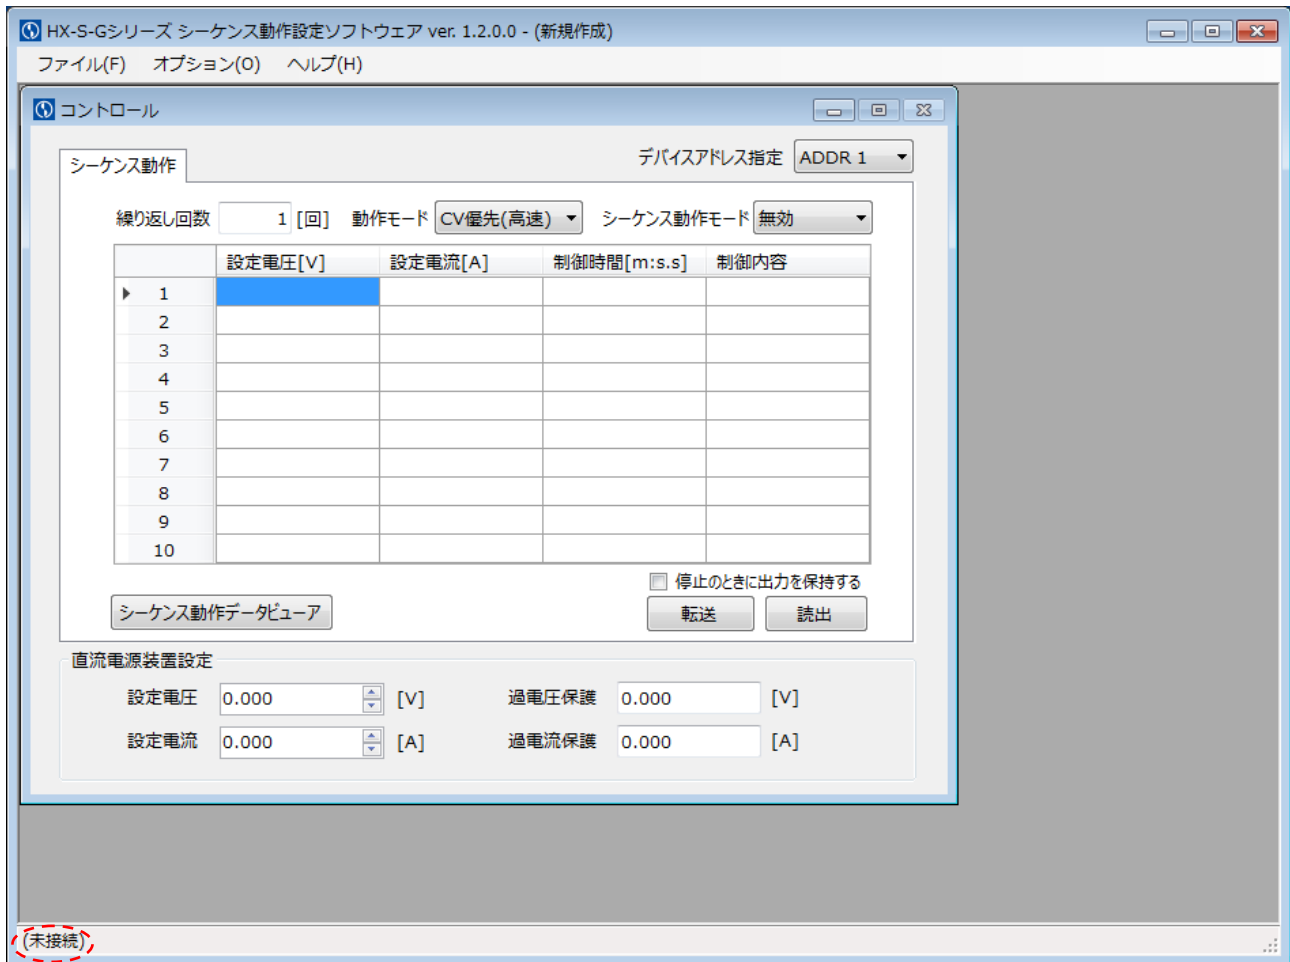 HX-S-Gシリーズ シーケンス動作設定ソフトウェア ver. 1.2.0.0 - (新規作成)
ファイル(F) オプション(O) ヘルプ(H)
コントロール
シーケンス動作 デバイスアドレス指定 ADDR 1
繰り返し回数 1 [回] 動作モード CV優先(高速) シーケンス動作モード 無効
設定電圧[V] 設定電流[A] 制御時間[m:s.s] 制御内容
1
2
3
4
5
6
7
8
9
10
停止のときに出力を保持する
シーケンス動作データビューア 転送 読出
直流電源装置設定
設定電圧 0.000 [V] 過電圧保護 0.000 [V]
設定電流 0.000 [A] 過電流保護 0.000 [A]
(未接続)